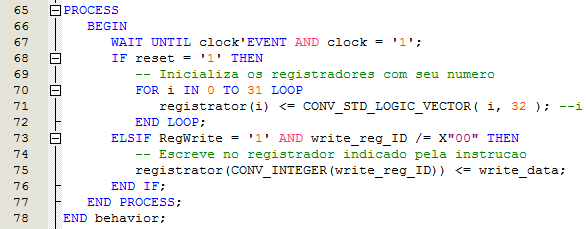 65 PROCESS
66 BEGIN
67 WAIT UNTIL clock'EVENT AND clock = '1';
68 IF reset = '1' THEN
69 -- Inicializa os registradores com seu numero
70 FOR i IN 0 TO 31 LOOP
71 registrator(i) <= CONV_STD_LOGIC_VECTOR( i, 32 ); --i
72 END LOOP;
73 ELSIF RegWrite = '1' AND write_reg_ID /= X"00" THEN
74 -- Escreve no registrador indicado pela instrucao
75 registrator(CONV_INTEGER(write_reg_ID)) <= write_data;
76 END IF;
77 END PROCESS;
78 END behavior;